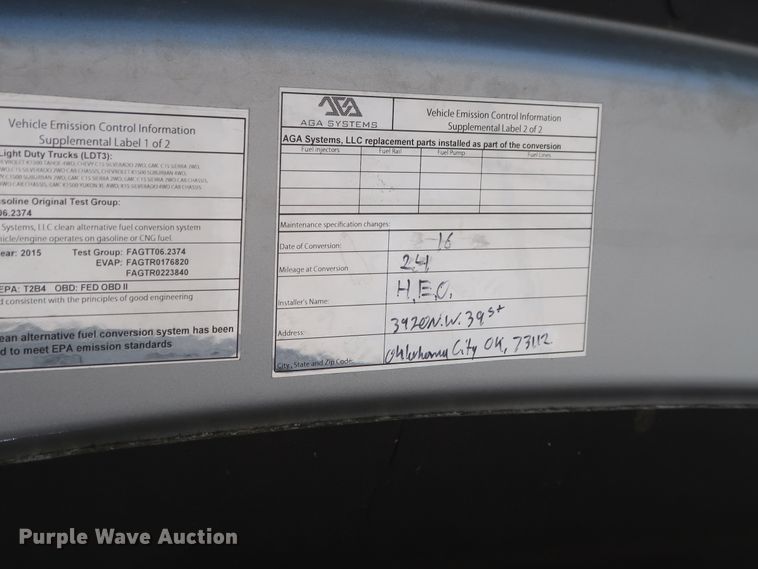 Vehicle Emission Control Information
Supplemental Label 1 of 2
Light Duty Trucks (LDT3):
asoline Original Test Group:
06.2374
Systems, LLC clean alternative fuel conversion system
hicle/engine operates on gasoline or CNG fuel.
ear: 2015 Test Group: FAGTT06.2374
EVAP: FAGTR0176820
FAGTR0223840
EPA: T2B4 OBD: FED OBD II
d consistent with the principles of good engineering
ean alternative fuel conversion system has been
d to meet EPA emission standards
AGA SYSTEMS
Vehicle Emission Control Information
Supplemental Label 2 of 2
AGA Systems, LLC replacement parts installed as part of the conversion
Fuel Injectors Fuel Rail Fuel Pump Fuel Lines
Maintenance specification changes:
Date of Conversion: -16
Mileage at Conversion 24
Installer's Name: H.E.O.
Address: 3920 N.W. 39st
City, State and Zip Code: Oklahoma City OK, 73112
Purple Wave Auction